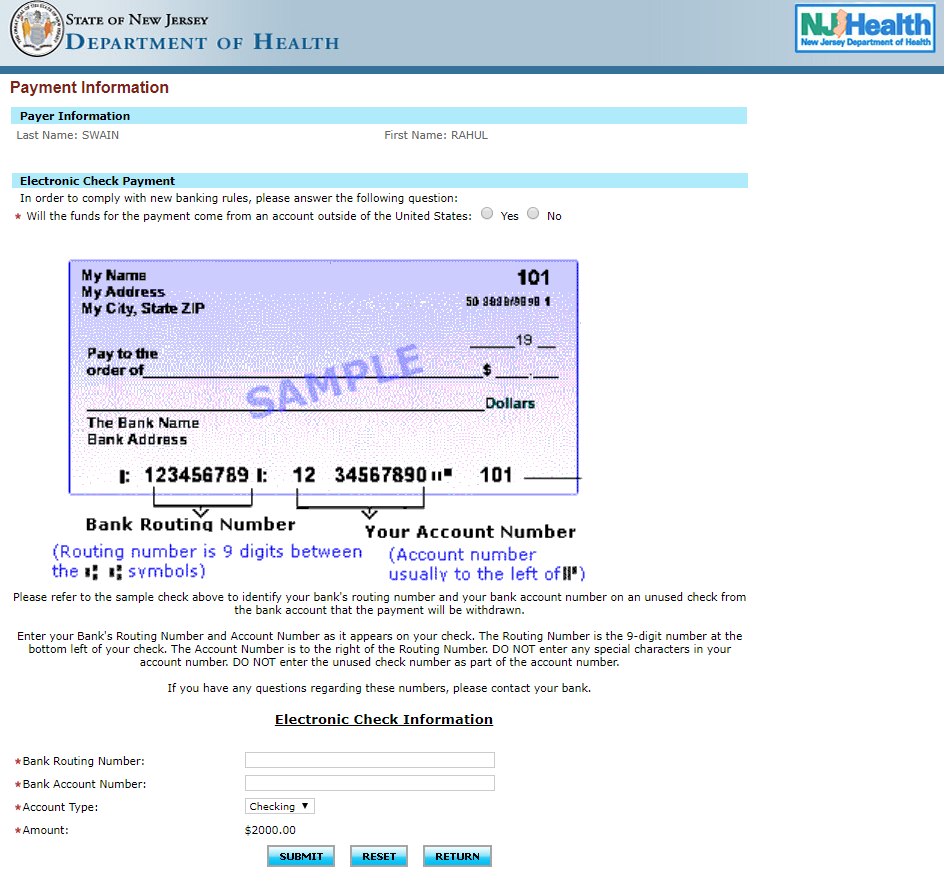 STATE OF NEW JERSEY
DEPARTMENT OF HEALTH
NJHealth
New Jersey Department of Health
Payment Information
Payer Information
Last Name: SWAIN First Name: RAHUL
Electronic Check Payment
In order to comply with new banking rules, please answer the following question:
* Will the funds for the payment come from an account outside of the United States: Yes No
My Name 101
My Address
My City, State ZIP
19
Pay to the
order of $
SAMPLE
Dollars
The Bank Name
Bank Address
123456789 12 34567890 101
Bank Routing Number
Your Account Number
(Routing number is 9 digits between
the symbols)
(Account number
usually to the left of )
Please refer to the sample check above to identify your bank's routing number and your bank account number on an unused check from
the bank account that the payment will be withdrawn.
Enter your Bank's Routing Number and Account Number as it appears on your check. The Routing Number is the 9-digit number at the
bottom left of your check. The Account Number is to the right of the Routing Number. DO NOT enter any special characters in your
account number. DO NOT enter the unused check number as part of the account number.
If you have any questions regarding these numbers, please contact your bank.
Electronic Check Information
*Bank Routing Number:
*Bank Account Number:
*Account Type: Checking ▼
*Amount: $2000.00
SUBMIT RESET RETURN